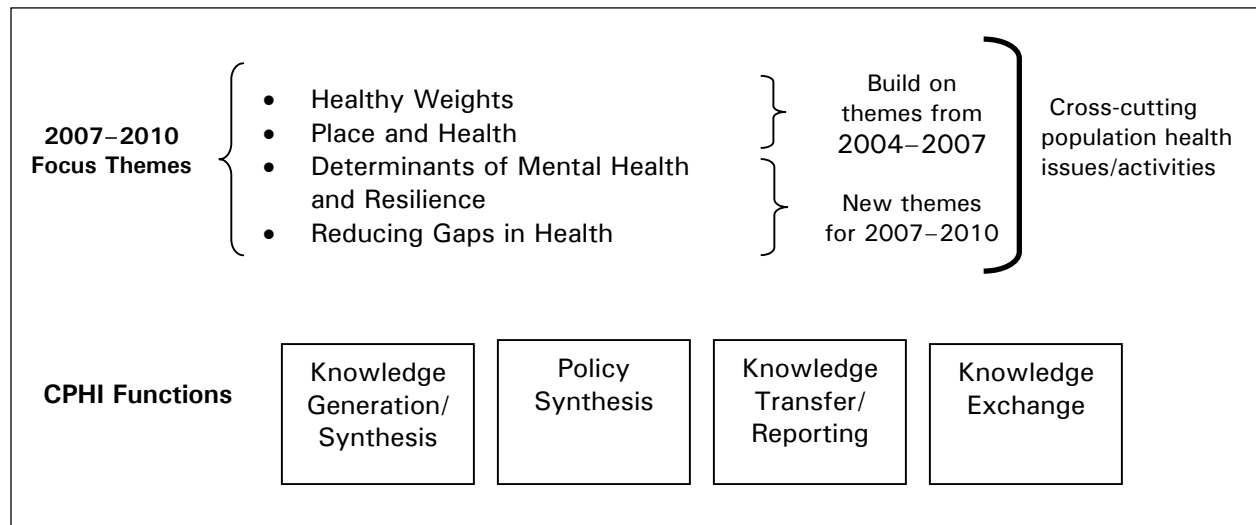 2007–2010
Focus Themes
• Healthy Weights
• Place and Health
• Determinants of Mental Health
and Resilience
• Reducing Gaps in Health
Build on
themes from
2004–2007
New themes
for 2007–2010
Cross-cutting
population health
issues/activities
CPHI Functions
Knowledge
Generation/
Synthesis
Policy
Synthesis
Knowledge
Transfer/
Reporting
Knowledge
Exchange